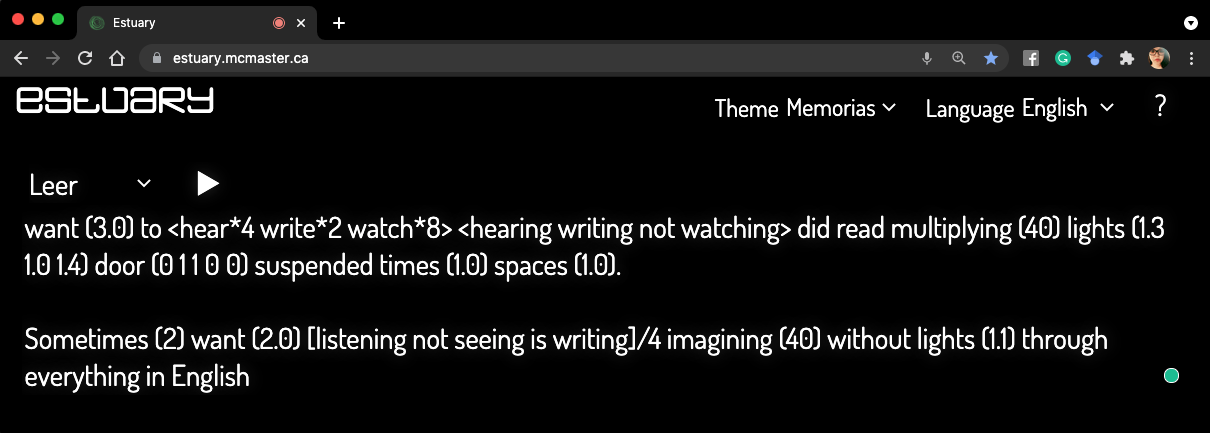 Estuary
estuary.mcmaster.ca
estuary
Theme Memorias Language English ?
Leer
want (3.0) to <hear*4 write*2 watch*8> <hearing writing not watching> did read multiplying (40) lights (1.3
1.0 1.4) door (0 1 1 0 0) suspended times (1.0) spaces (1.0).
Sometimes (2) want (2.0) [listening not seeing is writing]/4 imagining (40) without lights (1.1) through
everything in English